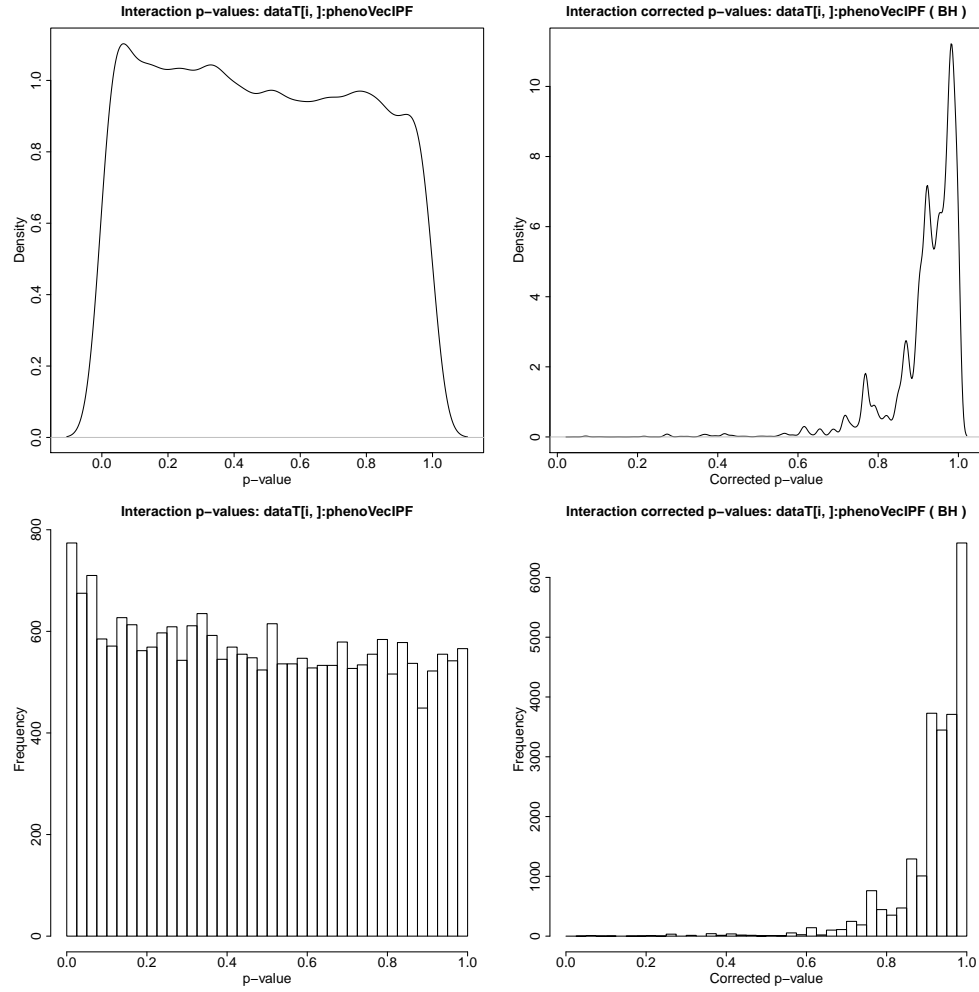 Interaction p−values: dataT[i, ]:phenoVecIPF
Density
0.0 0.2 0.4 0.6 0.8 1.0
0.0 0.2 0.4 0.6 0.8 1.0
p−value
Interaction corrected p−values: dataT[i, ]:phenoVecIPF ( BH )
Density
0 2 4 6 8 10
0.0 0.2 0.4 0.6 0.8 1.0
Corrected p−value
Interaction p−values: dataT[i, ]:phenoVecIPF
Frequency
0 200 400 600 800
0.0 0.2 0.4 0.6 0.8 1.0
p−value
Interaction corrected p−values: dataT[i, ]:phenoVecIPF ( BH )
Frequency
0 1000 2000 3000 4000 5000 6000
0.0 0.2 0.4 0.6 0.8 1.0
Corrected p−value